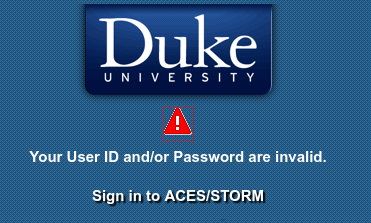 Duke
UNIVERSITY
!
Your User ID and/or Password are invalid.
Sign in to ACES/STORM